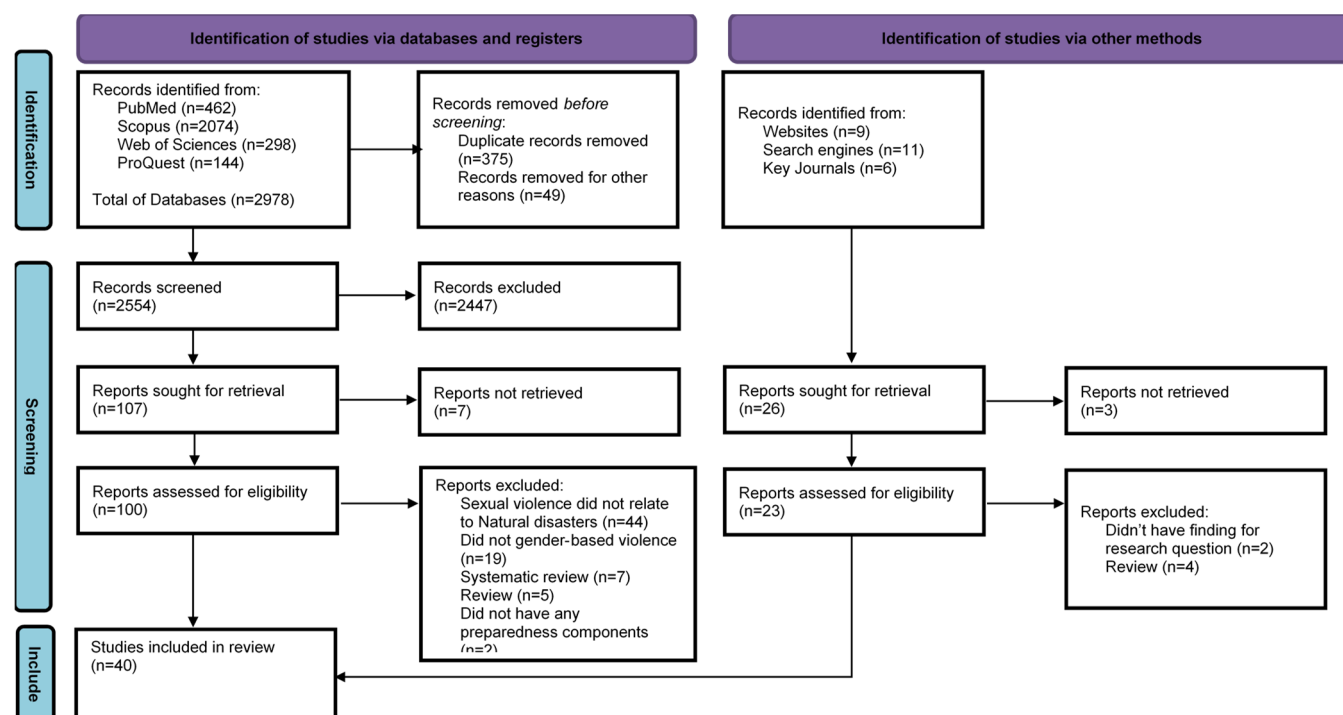 Identification of studies via databases and registers
Identification of studies via other methods
Identification
Records identified from:
PubMed (n=462)
Scopus (n=2074)
Web of Sciences (n=298)
ProQuest (n=144)
Total of Databases (n=2978)
Records removed before
screening:
Duplicate records removed
(n=375)
Records removed for other
reasons (n=49)
Records identified from:
Websites (n=9)
Search engines (n=11)
Key Journals (n=6)
Screening
Records screened
(n=2554)
Records excluded
(n=2447)
Reports sought for retrieval
(n=107)
Reports not retrieved
(n=7)
Reports sought for retrieval
(n=26)
Reports not retrieved
(n=3)
Reports assessed for eligibility
(n=100)
Reports excluded:
Sexual violence did not relate
to Natural disasters (n=44)
Did not gender-based violence
(n=19)
Systematic review (n=7)
Review (n=5)
Did not have any
preparedness components
(n=2)
Reports assessed for eligibility
(n=23)
Reports excluded:
Didn't have finding for
research question (n=2)
Review (n=4)
Include
Studies included in review
(n=40)